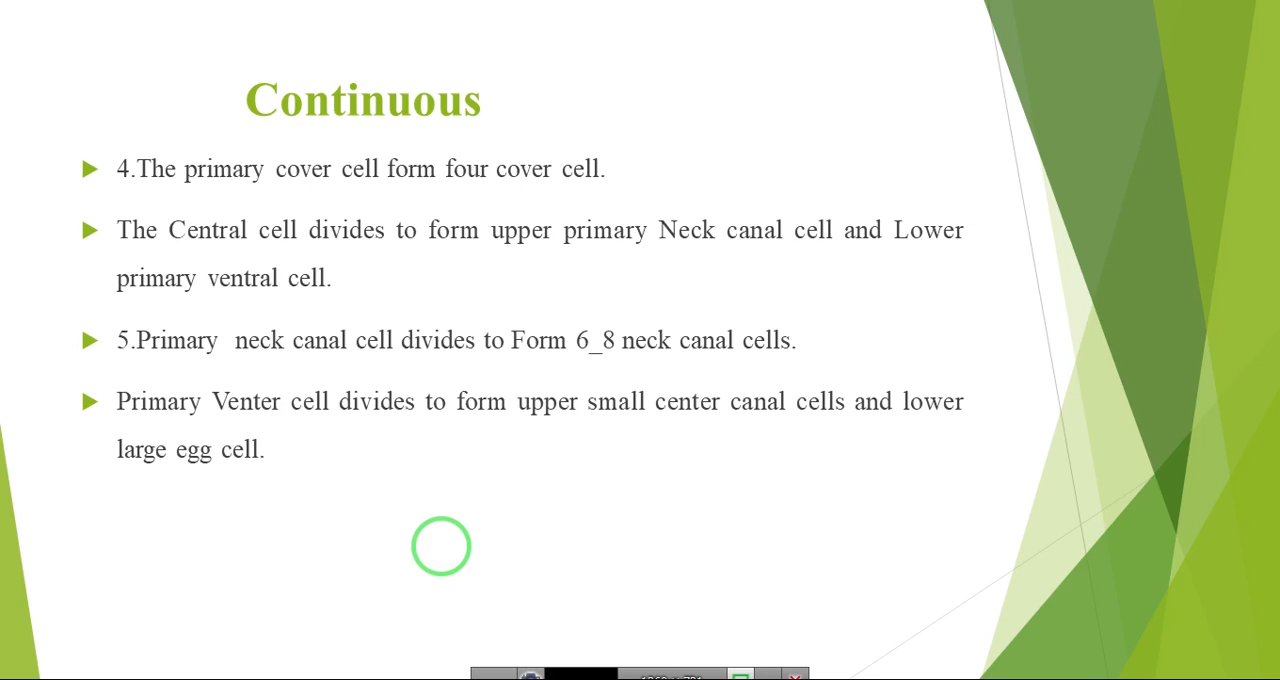 Continuous
4.The primary cover cell form four cover cell.
The Central cell divides to form upper primary Neck canal cell and Lower
primary ventral cell.
5.Primary neck canal cell divides to Form 6_8 neck canal cells.
Primary Venter cell divides to form upper small center canal cells and lower
large egg cell.